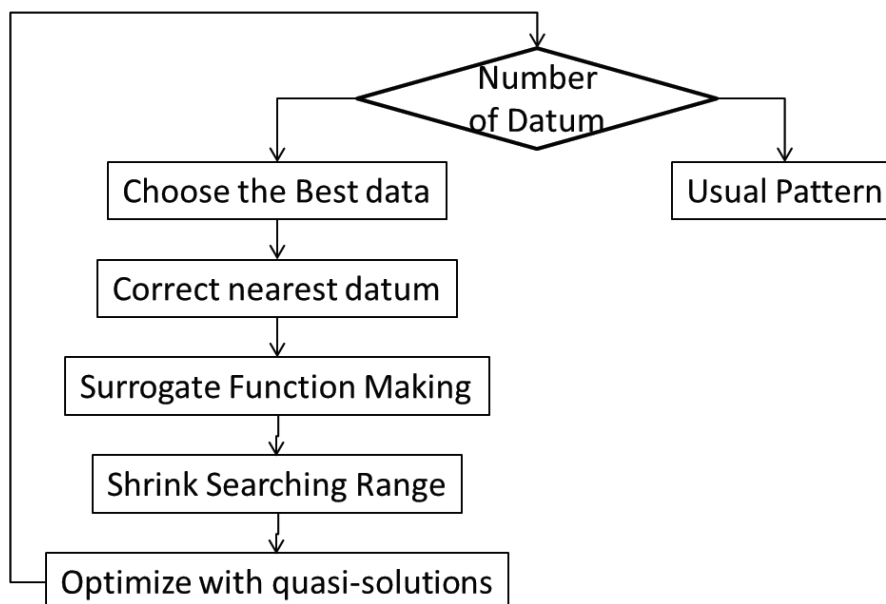 Number
of Datum
Choose the Best data
Usual Pattern
Correct nearest datum
Surrogate Function Making
Shrink Searching Range
Optimize with quasi-solutions